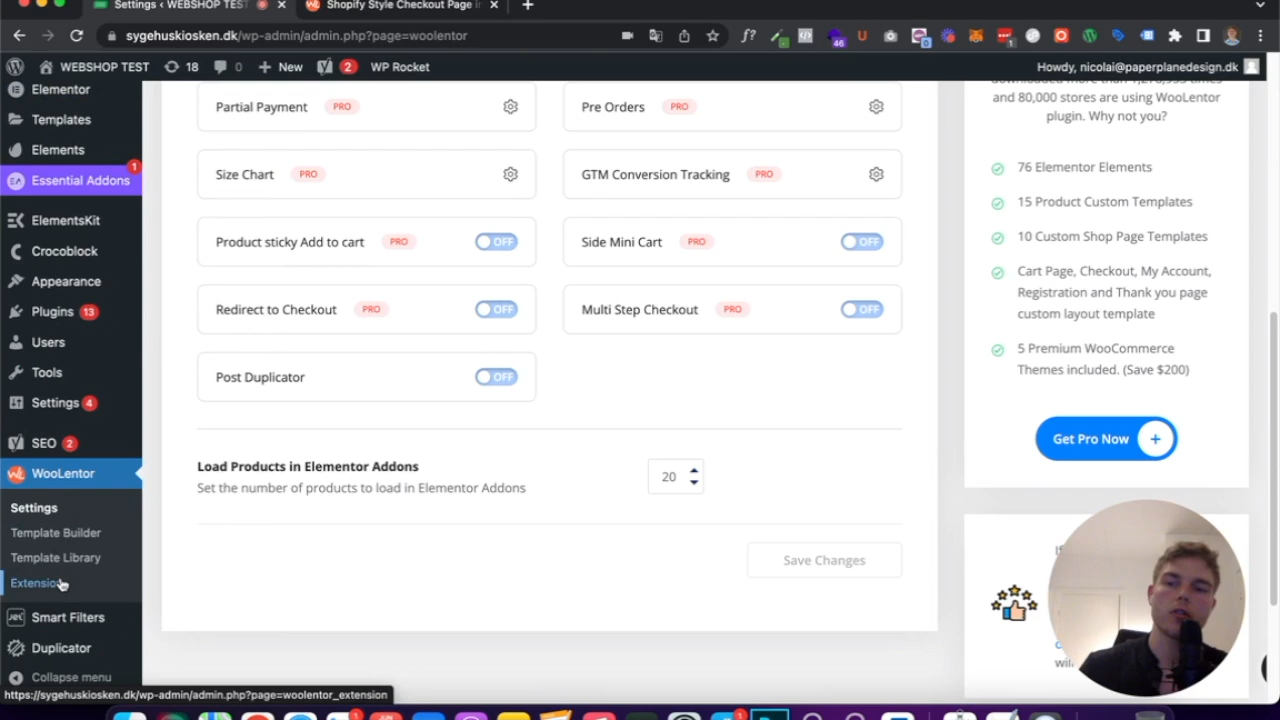 Settings ‹ WEBSHOP TEST
Shopify Style Checkout Page i
sygehuskiosken.dk/wp-admin/admin.php?page=woolentor
WEBSHOP TEST
18
0
New
2
WP Rocket
Howdy, nicolai@paperplanedesign.dk
46
0
1
Elementor
Templates
Elements
Essential Addons
1
ElementsKit
Crocoblock
Appearance
Plugins 13
Users
Tools
Settings 4
SEO 2
WooLentor
Settings
Template Builder
Template Library
Extension
Smart Filters
Duplicator
Collapse menu
Partial Payment PRO
Pre Orders PRO
Size Chart PRO
GTM Conversion Tracking PRO
Product sticky Add to cart PRO OFF
Side Mini Cart PRO OFF
Redirect to Checkout PRO OFF
Multi Step Checkout PRO OFF
Post Duplicator OFF
Load Products in Elementor Addons
Set the number of products to load in Elementor Addons
20
Save Changes
and 80,000 stores are using WooLentor
plugin. Why not you?
76 Elementor Elements
15 Product Custom Templates
10 Custom Shop Page Templates
Cart Page, Checkout, My Account,
Registration and Thank you page
custom layout template
5 Premium WooCommerce
Themes included. (Save $200)
Get Pro Now +
https://sygehuskiosken.dk/wp-admin/admin.php?page=woolentor_extension